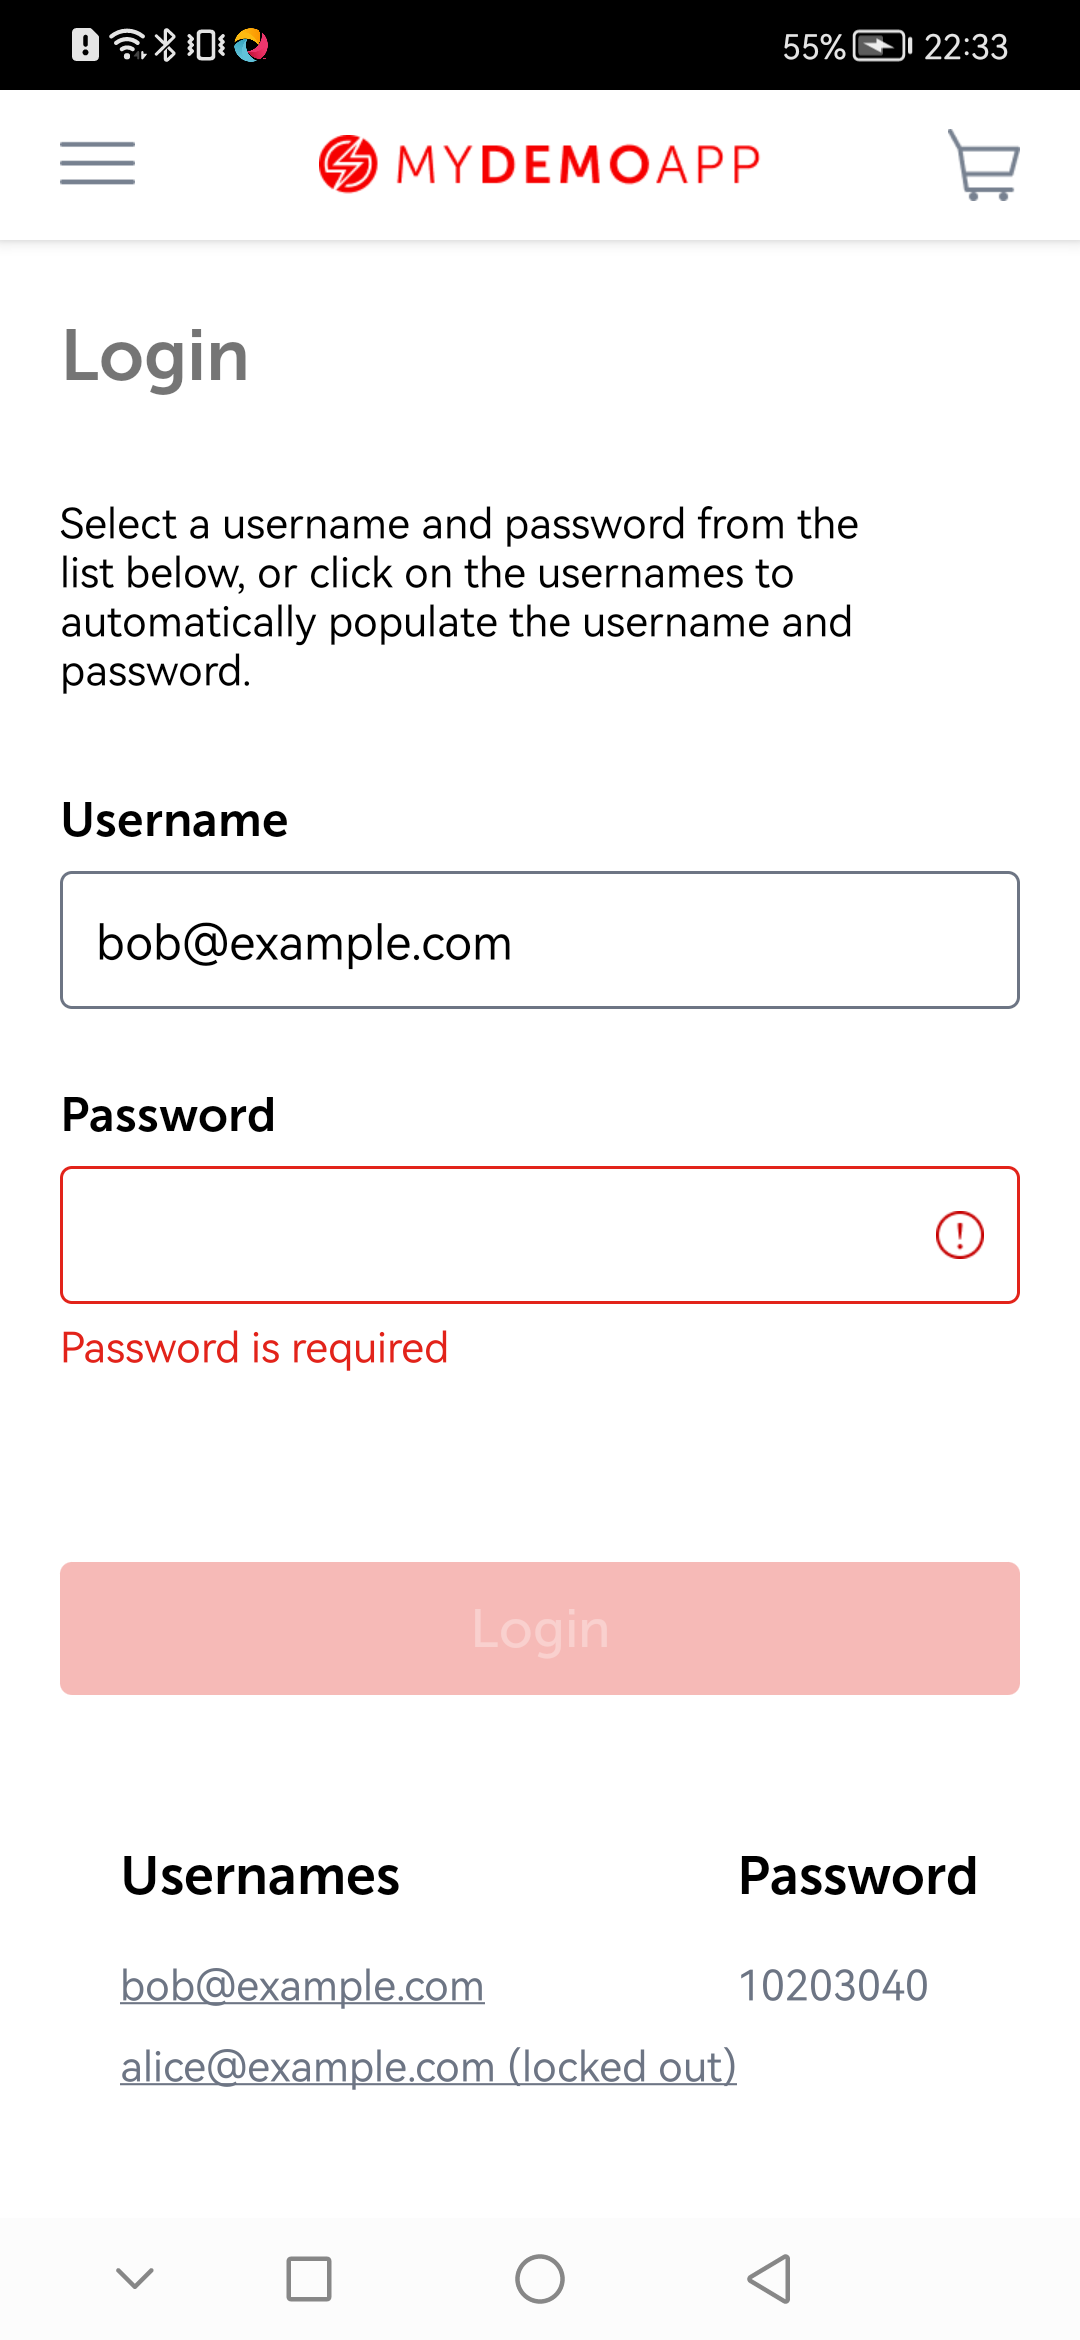 55% 22:33
MYDEMOAPP
Login
Select a username and password from the
list below, or click on the usernames to
automatically populate the username and
password.
Username
bob@example.com
Password
Password is required
Login
Usernames Password
bob@example.com 10203040
alice@example.com (locked out)